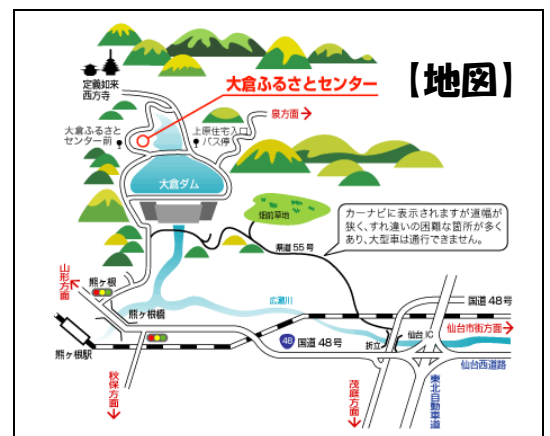 【地図】
定義如来
西方寺
大倉ふるさとセンター
泉方面→
大倉ふるさと
センター前
上原住宅入口
バス停
大倉ダム
畑前草地
カーナビに表示されますが道幅が
狭く、すれ違いの困難な箇所が多く
あり、大型車は通行できません。
県道55号
山形方面
熊ヶ根
熊ヶ根橋
広瀬川
国道48号
仙台市街方面
熊ヶ根駅
48 国道48号
折立
仙台IC
仙台西道路
秋保方面
茂庭方面
東北自動車道